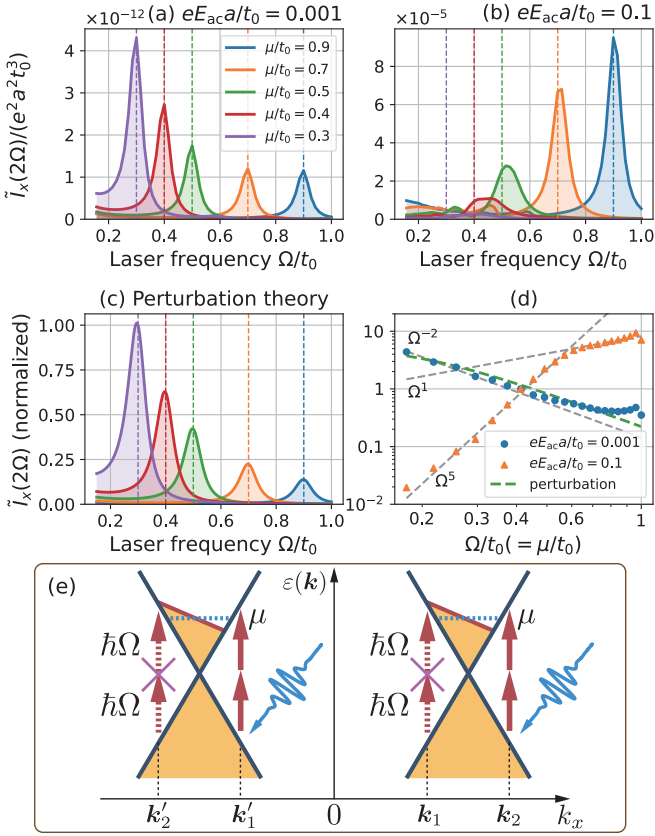 ×10⁻¹² (a) eE_ac a/t₀ = 0.001
Ĩₓ(2Ω)/(e²a²t₀³)
4
3
2
1
0
μ/t₀ = 0.9
μ/t₀ = 0.7
μ/t₀ = 0.5
μ/t₀ = 0.4
μ/t₀ = 0.3
0.2 0.4 0.6 0.8 1.0
Laser frequency Ω/t₀
×10⁻⁵ (b) eE_ac a/t₀ = 0.1
8
6
4
2
0
0.2 0.4 0.6 0.8 1.0
Laser frequency Ω/t₀
(c) Perturbation theory
Ĩₓ(2Ω) (normalized)
1.00
0.75
0.50
0.25
0.00
0.2 0.4 0.6 0.8 1.0
Laser frequency Ω/t₀
(d)
10
1
0.1
10⁻²
Ω⁻²
Ω¹
Ω⁵
eE_ac a/t₀ = 0.001
eE_ac a/t₀ = 0.1
perturbation
0.2 0.3 0.4 0.6 1
Ω/t₀(= μ/t₀)
(e)
ε(k)
μ
μ
ħΩ
ħΩ
ħΩ
ħΩ
k₂′ k₁′ 0 k₁ k₂ kₓ